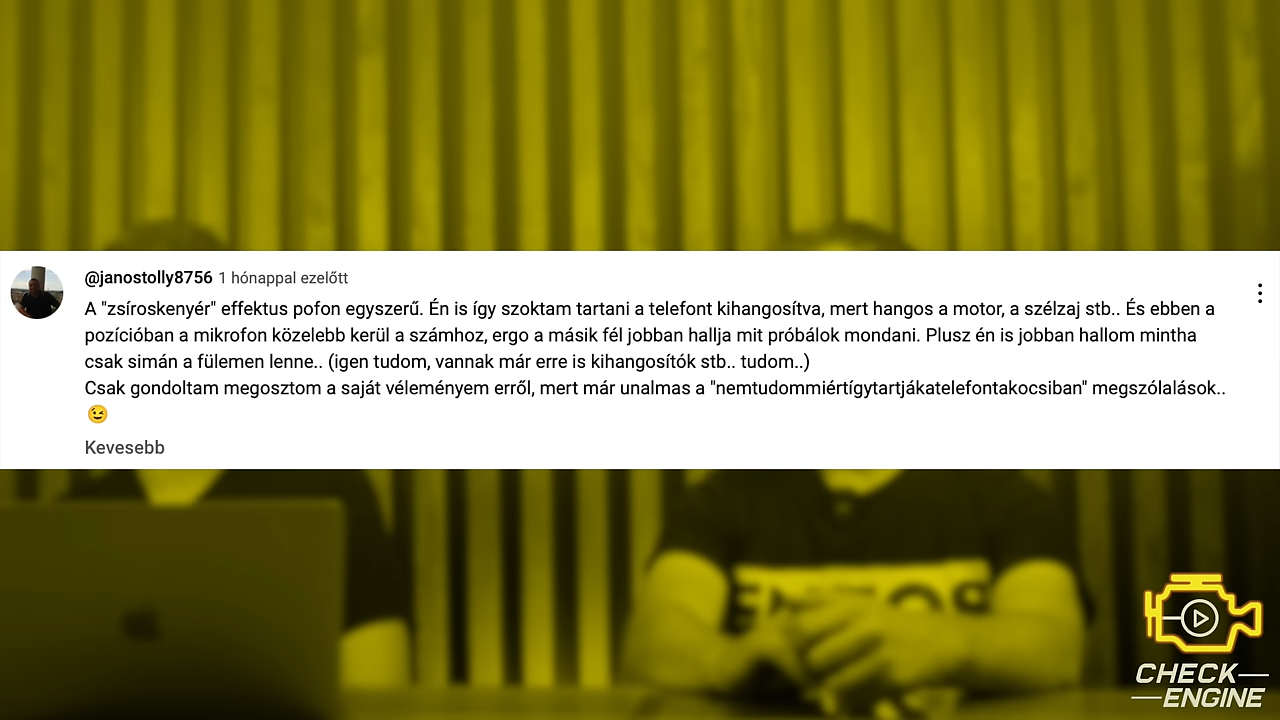 @janostolly8756 1 hónappal ezelőtt
A "zsíroskenyér" effektus pofon egyszerű. Én is így szoktam tartani a telefont kihangosítva, mert hangos a motor, a szélzaj stb.. És ebben a
pozícióban a mikrofon közelebb kerül a számhoz, ergo a másik fél jobban hallja mit próbálok mondani. Plusz én is jobban hallom mintha
csak simán a fülemen lenne.. (igen tudom, vannak már erre is kihangosítók stb.. tudom..)
Csak gondoltam megosztom a saját véleményem erről, mert már unalmas a "nemtudommiértígytartjákatelefontakocsiban" megszólalások..
😉
Kevesebb
CHECK
ENGINE